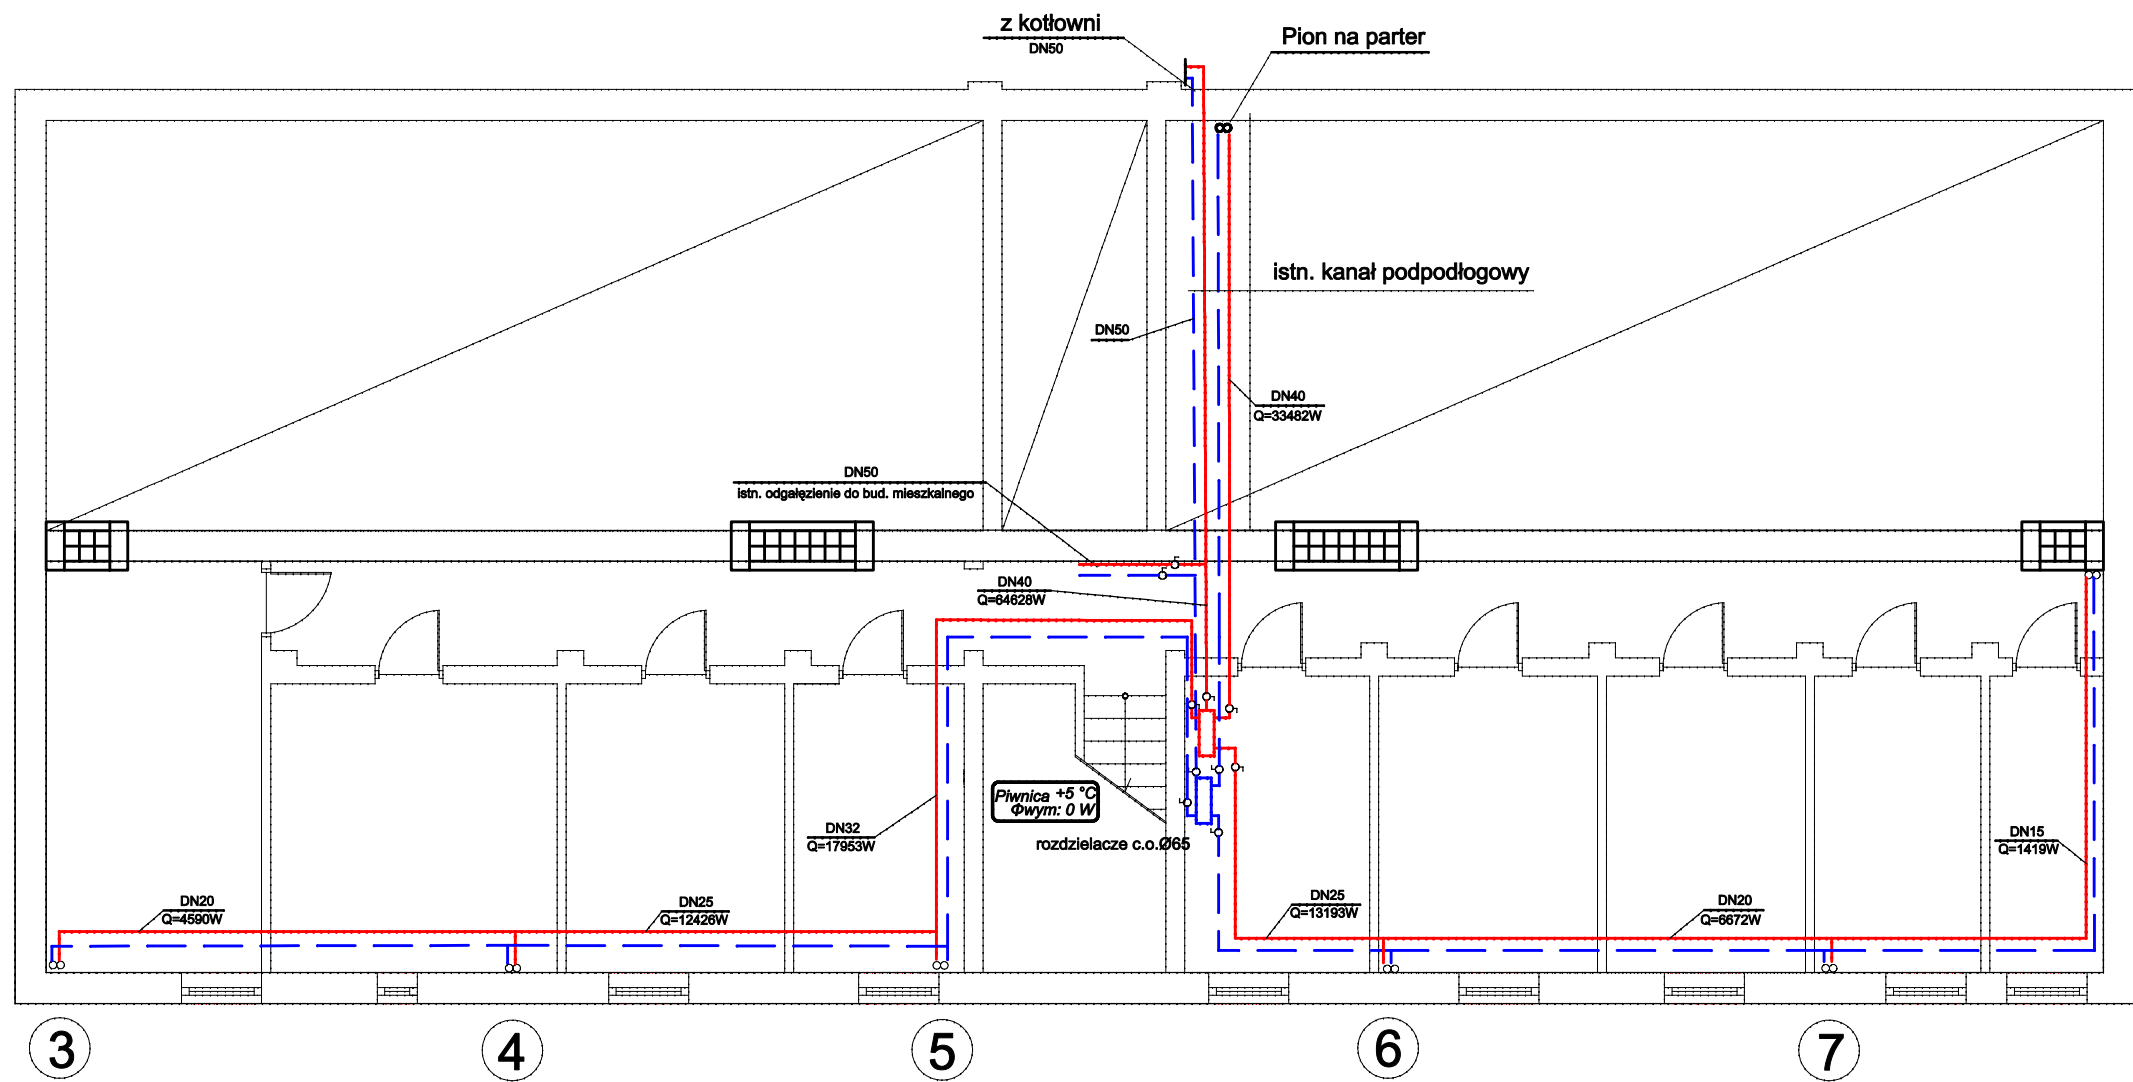 z kotłowni
DN50
Pion na parter
istn. kanał podpodłogowy
DN50
DN40
Q=33482W
DN50
istn. odgałęzienie do bud. mieszkalnego
DN40
Q=64628W
Piwnica +5 °C
Φwym: 0 W
rozdzielacze c.o.Ø65
DN32
Q=17953W
DN15
Q=1419W
DN20
Q=4590W
DN25
Q=12426W
DN25
Q=13193W
DN20
Q=6672W
3
4
5
6
7